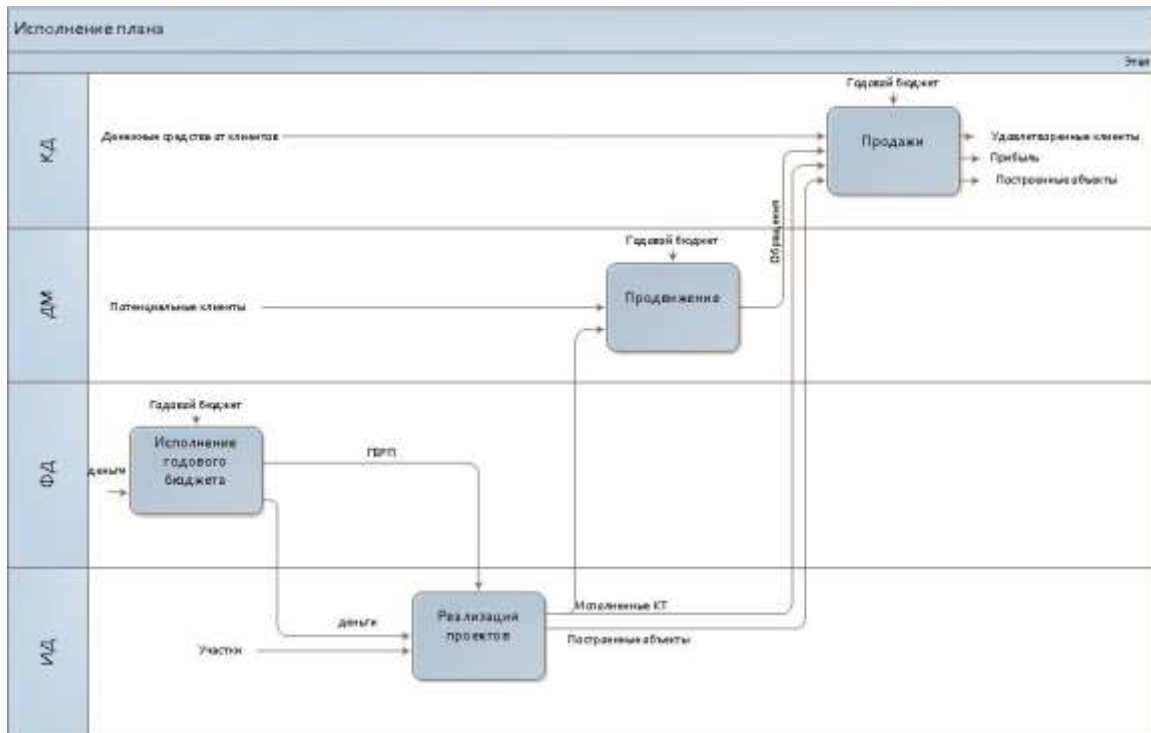 Исполнение плана
Этап
КД
Годовой бюджет
Денежные средства от клиентов
Продажи
Удовлетворенные клиенты
Прибыль
Построенные объекты
Обращения
ДМ
Годовой бюджет
Потенциальные клиенты
Продвижение
ФД
Годовой бюджет
Исполнение
годового
бюджета
деньги
ГВРП
ИД
Реализация
проектов
деньги
Участки
Исполненные КТ
Построенные объекты